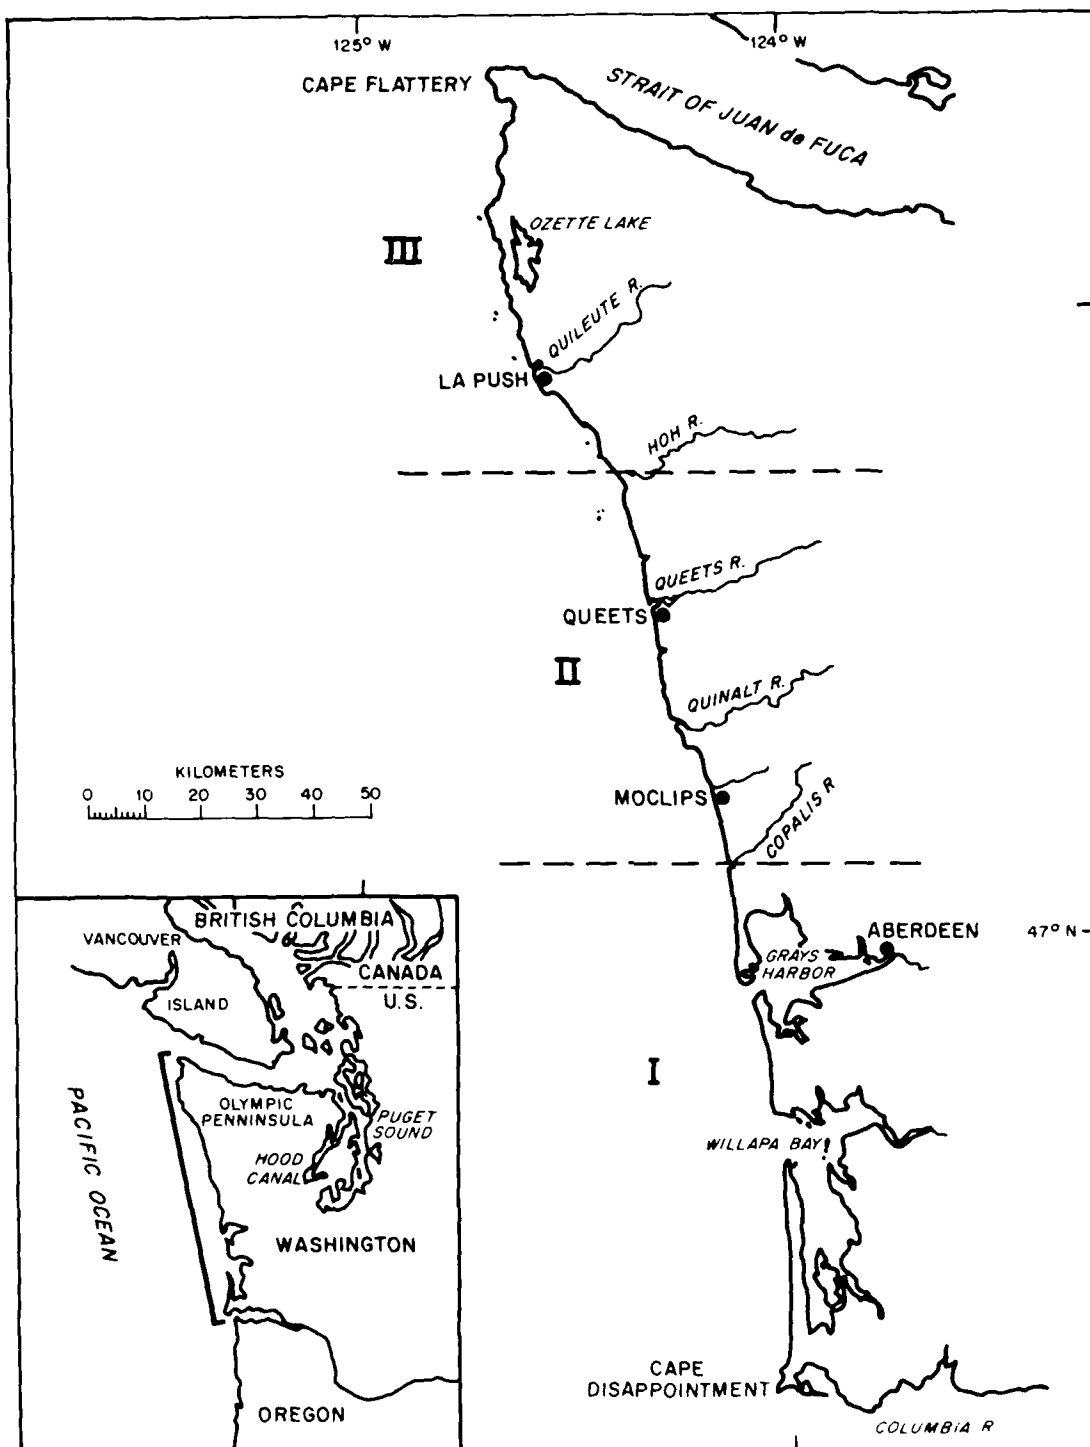 125° W
124° W
CAPE FLATTERY
STRAIT OF JUAN de FUCA
OZETTE LAKE
III
QUILEUTE R.
LA PUSH
HOH R.
QUEETS R.
QUEETS
II
QUINALT R.
KILOMETERS
0 10 20 30 40 50
MOCLIPS
COPALIS R
ABERDEEN
47° N
GRAYS
HARBOR
I
WILLAPA BAY
CAPE
DISAPPOINTMENT
COLUMBIA R
BRITISH COLUMBIA
VANCOUVER
CANADA
ISLAND
U.S.
OLYMPIC
PENNINSULA
PUGET
SOUND
HOOD
CANAL
PACIFIC OCEAN
WASHINGTON
OREGON